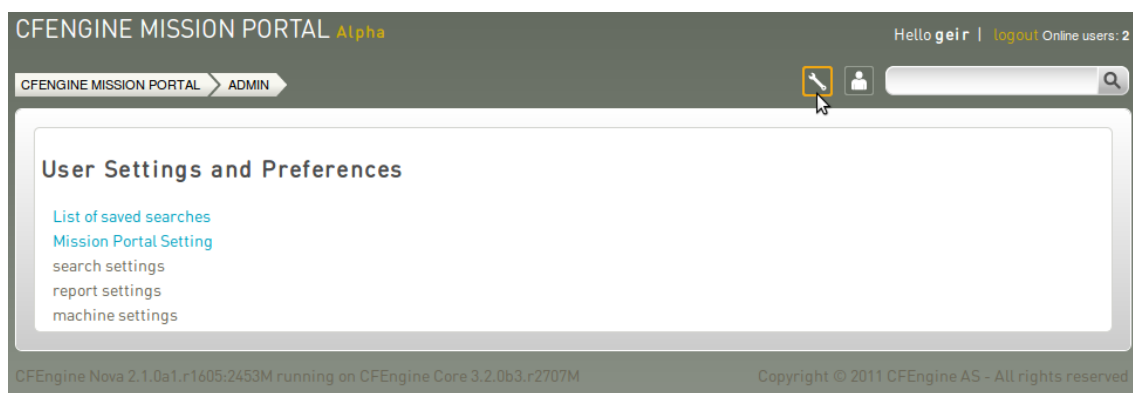 CFENGINE MISSION PORTAL Alpha
Hello geir | logout Online users: 2
CFENGINE MISSION PORTAL ADMIN
User Settings and Preferences
List of saved searches
Mission Portal Setting
search settings
report settings
machine settings
CFEngine Nova 2.1.0a1.r1605:2453M running on CFEngine Core 3.2.0b3.r2707M
Copyright © 2011 CFEngine AS - All rights reserved